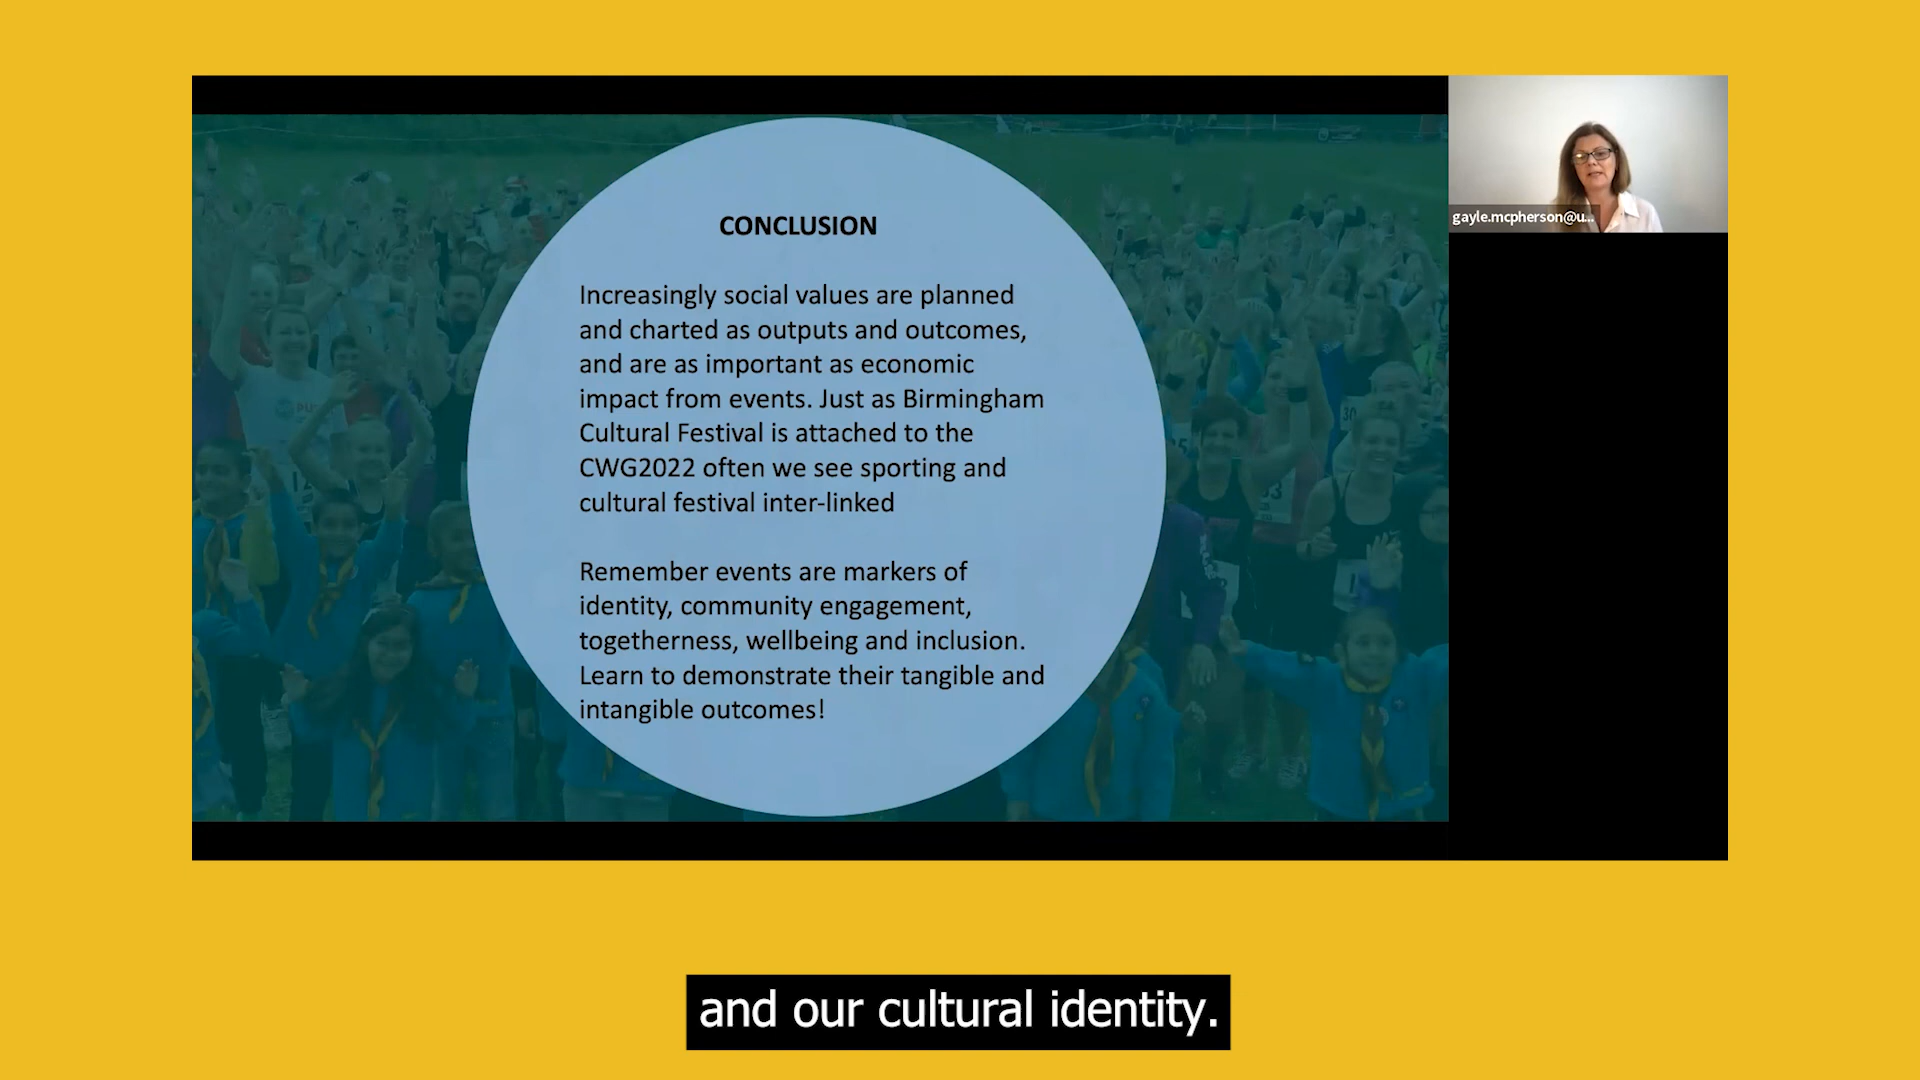 CONCLUSION
Increasingly social values are planned
and charted as outputs and outcomes,
and are as important as economic
impact from events. Just as Birmingham
Cultural Festival is attached to the
CWG2022 often we see sporting and
cultural festival inter-linked
Remember events are markers of
identity, community engagement,
togetherness, wellbeing and inclusion.
Learn to demonstrate their tangible and
intangible outcomes!
gayle.mcpherson@u...
and our cultural identity.